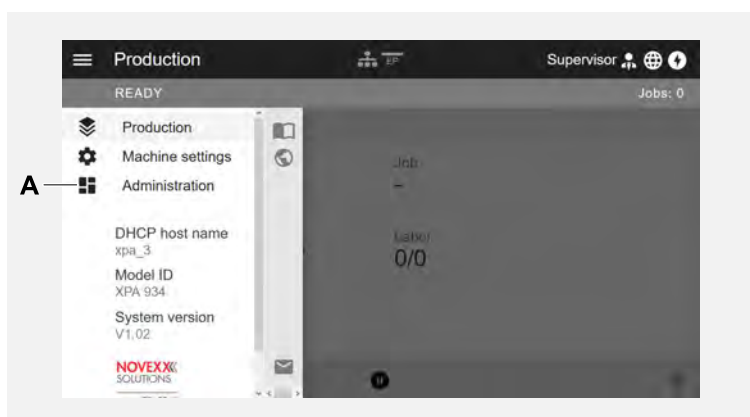 Production
EP
Supervisor
READY
Jobs: 0
Production
Machine settings
A
Administration
Job
-
DHCP host name
xpa_3
Label
0/0
Model ID
XPA 934
System version
V1.02
NOVEXX
SOLUTIONS